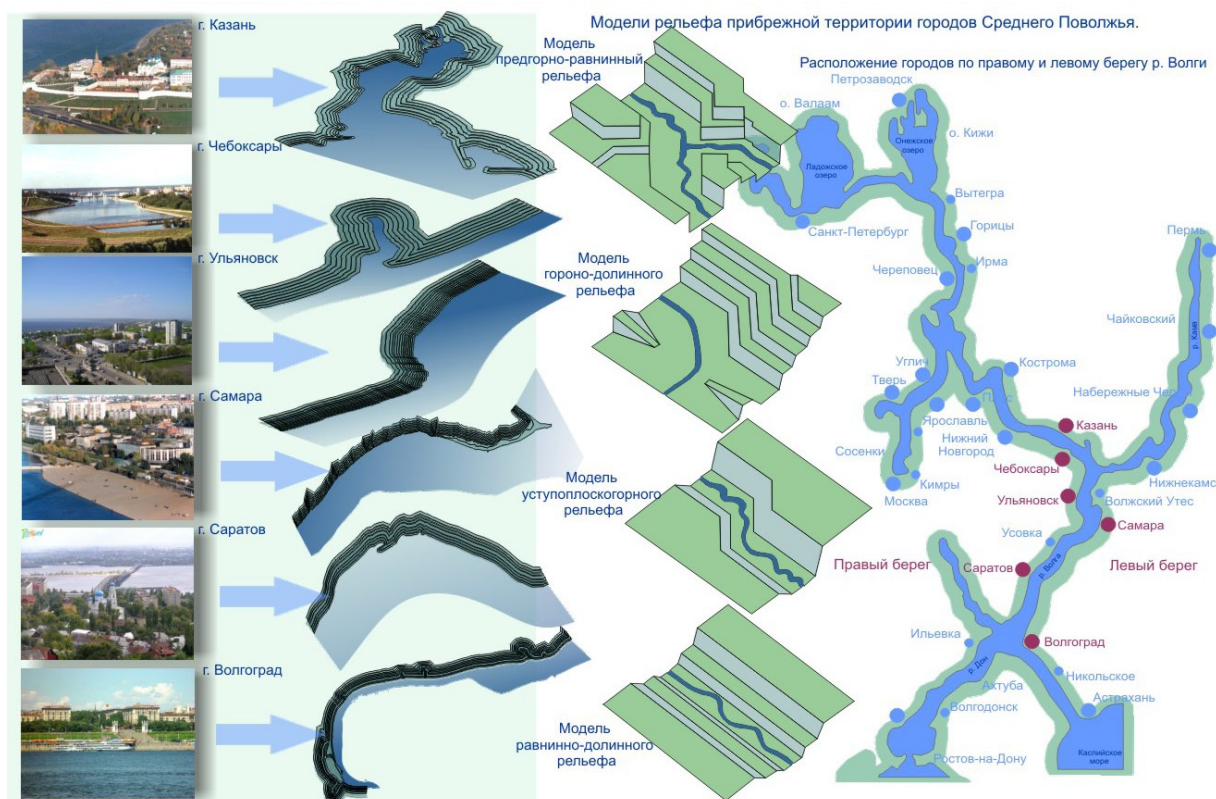 Модели рельефа прибрежной территории городов Среднего Поволжья.
г. Казань
г. Чебоксары
г. Ульяновск
г. Самара
г. Саратов
г. Волгоград
Модель
предгорно-равнинный
рельефа
Модель
гороно-долинного
рельефа
Модель
уступоплоскогорного
рельефа
Модель
равнинно-долинного
рельефа
Расположение городов по правому и левому берегу р. Волги
Петрозаводск
о. Валаам
о. Кижи
Онежское
озеро
Ладожское
озеро
Вытегра
Санкт-Петербург
Горицы
Пермь
Череповец
Ирма
Чайковский
р. Кама
Углич
Кострома
Тверь
Набережные
Ярославль
Казань
Сосенки
Нижний
Новгород
Чебоксары
Кимры
Москва
Нижнекамс
Ульяновск
Волжский Утес
Самара
Усовка
Правый берег
Саратов
р. Волга
Левый берег
Ильевка
Волгоград
р. Дон
Ахтуба
Никольское
Волгодонск
Астрахань
Ростов-на-Дону
Каспийское
море